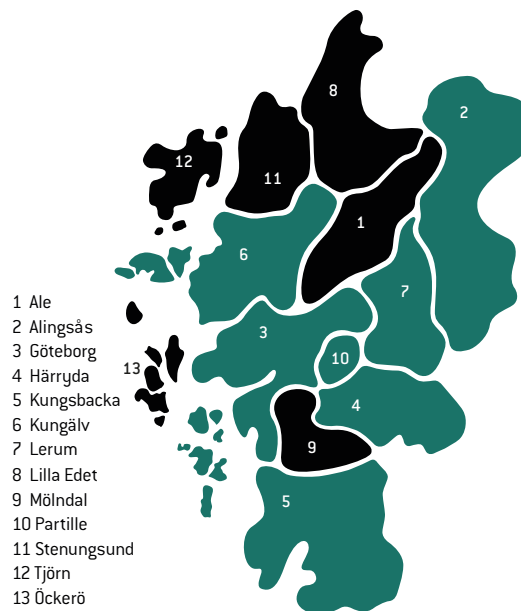 8
2
12
11
1
6
7
3
10
13
4
9
5
1 Ale
2 Alingsås
3 Göteborg
4 Härryda
5 Kungsbacka
6 Kungälv
7 Lerum
8 Lilla Edet
9 Mölndal
10 Partille
11 Stenungsund
12 Tjörn
13 Öckerö